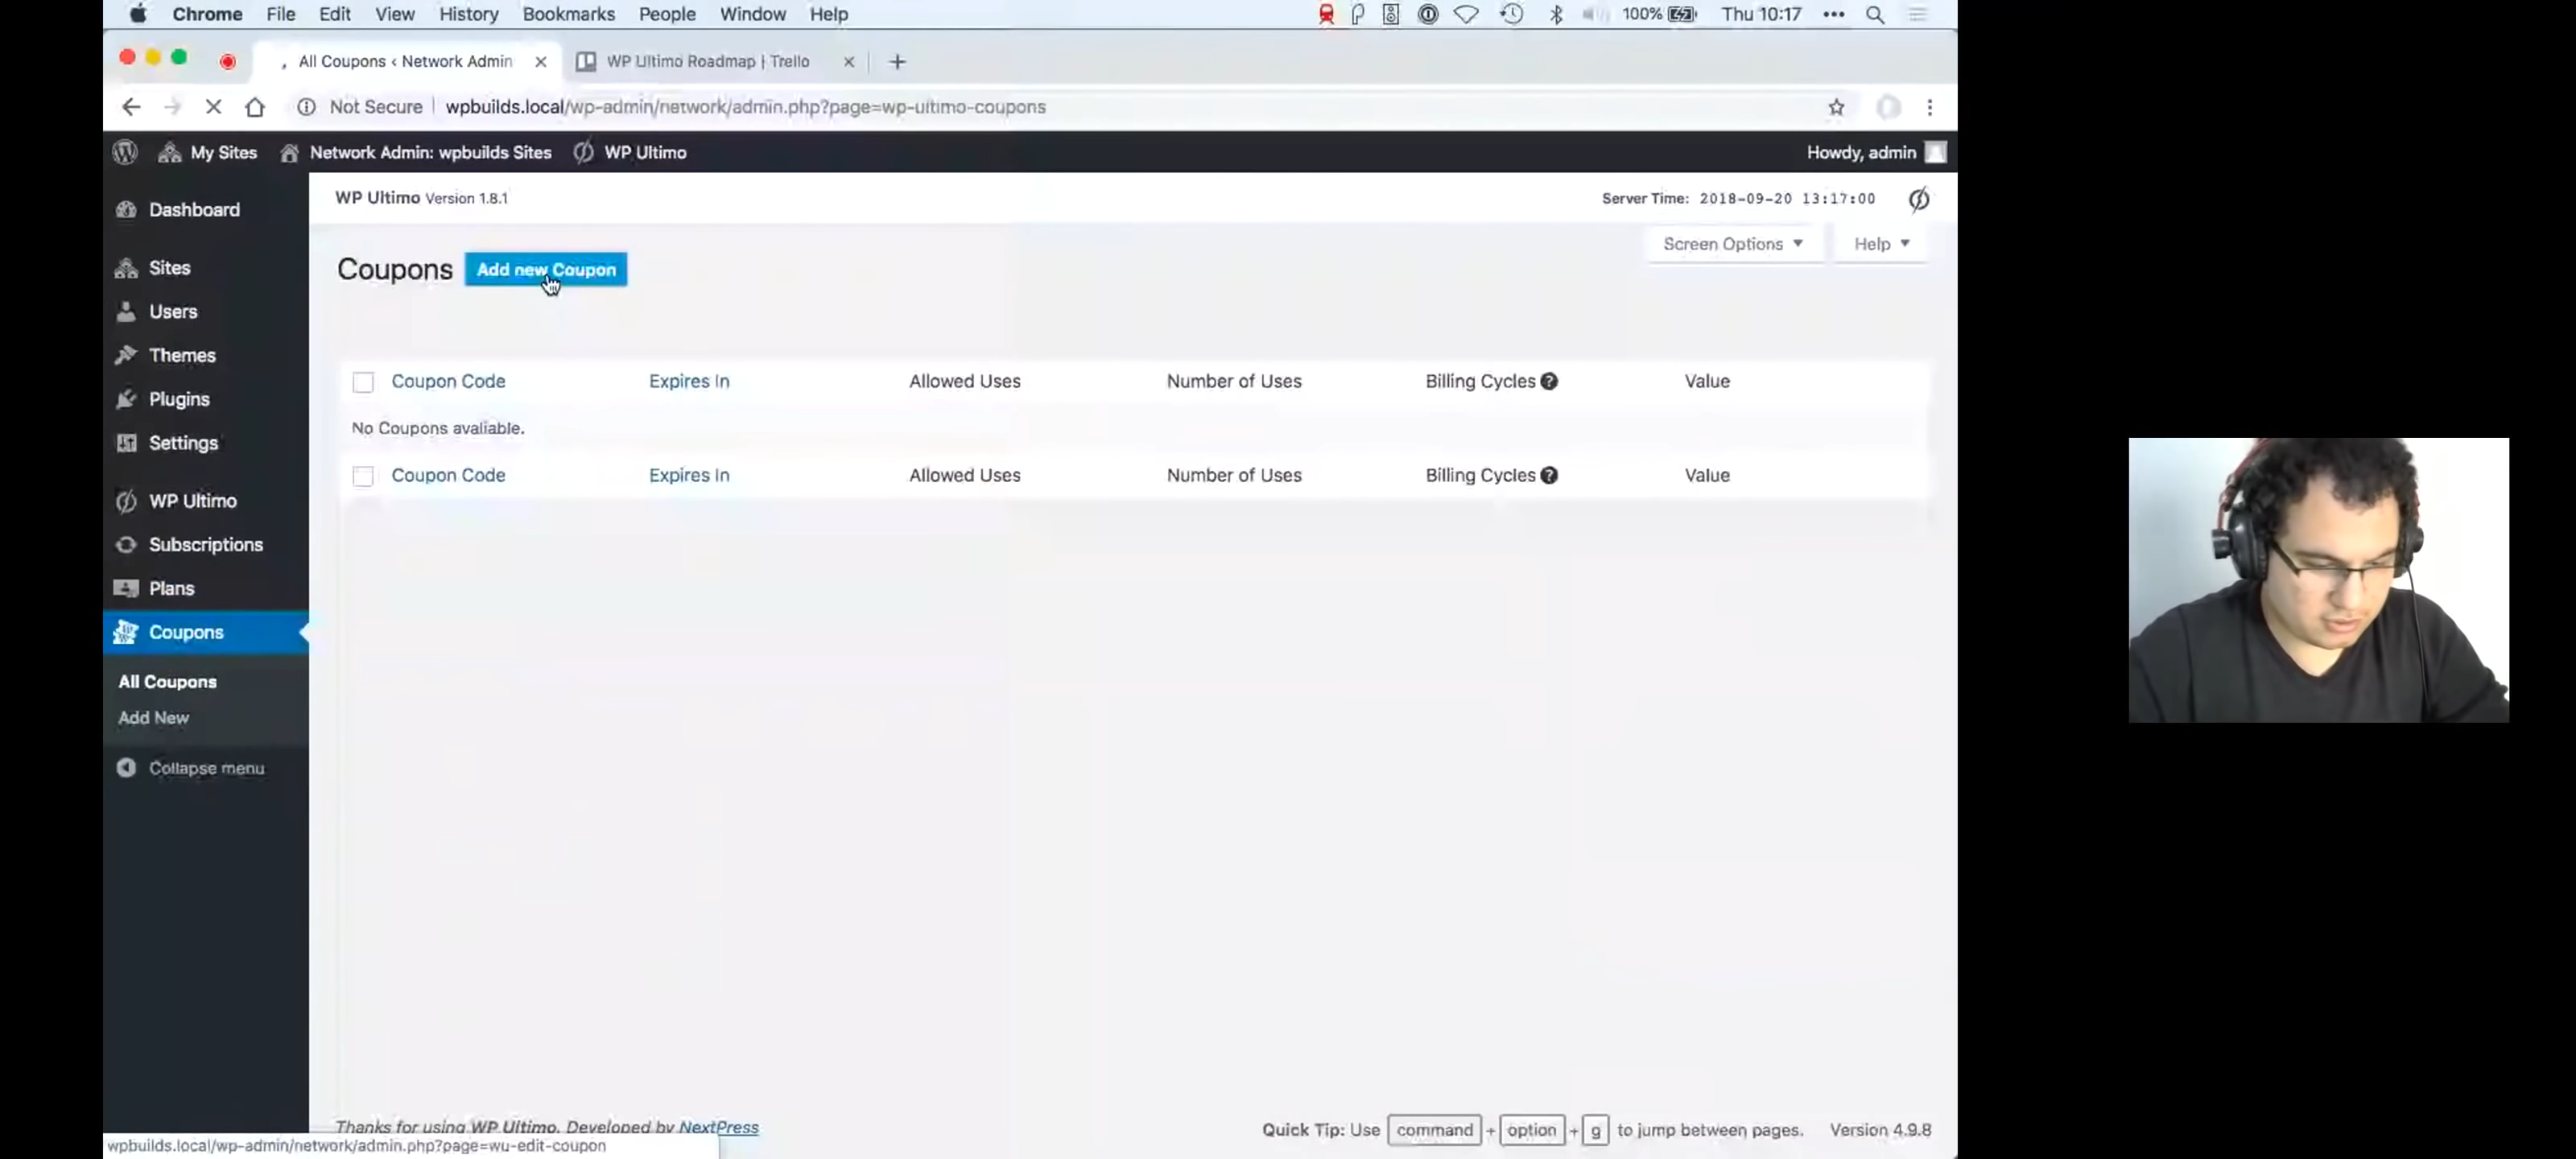 Chrome File Edit View History Bookmarks People Window Help 100% Thu 10:17
All Coupons ‹ Network Admin WP Ultimo Roadmap | Trello
Not Secure wpbuilds.local/wp-admin/network/admin.php?page=wp-ultimo-coupons
My Sites Network Admin: wpbuilds Sites WP Ultimo Howdy, admin
WP Ultimo Version 1.8.1 Server Time: 2018-09-20 13:17:00
Screen Options Help
Coupons Add new Coupon
Coupon Code Expires In Allowed Uses Number of Uses Billing Cycles Value
No Coupons avaliable.
Coupon Code Expires In Allowed Uses Number of Uses Billing Cycles Value
Dashboard
Sites
Users
Themes
Plugins
Settings
WP Ultimo
Subscriptions
Plans
Coupons
All Coupons
Add New
Collapse menu
Thanks for using WP Ultimo. Developed by NextPress
Quick Tip: Use command + option + g to jump between pages. Version 4.9.8
wpbuilds.local/wp-admin/network/admin.php?page=wu-edit-coupon